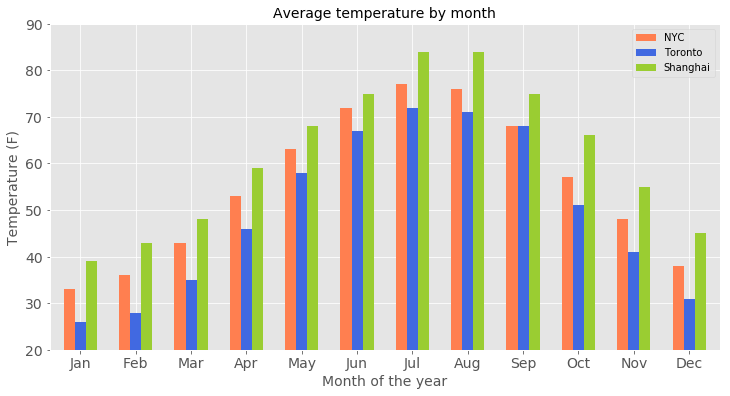 Average temperature by month
NYC
Toronto
Shanghai
Temperature (F)
90
80
70
60
50
40
30
20
Jan Feb Mar Apr May Jun Jul Aug Sep Oct Nov Dec
Month of the year